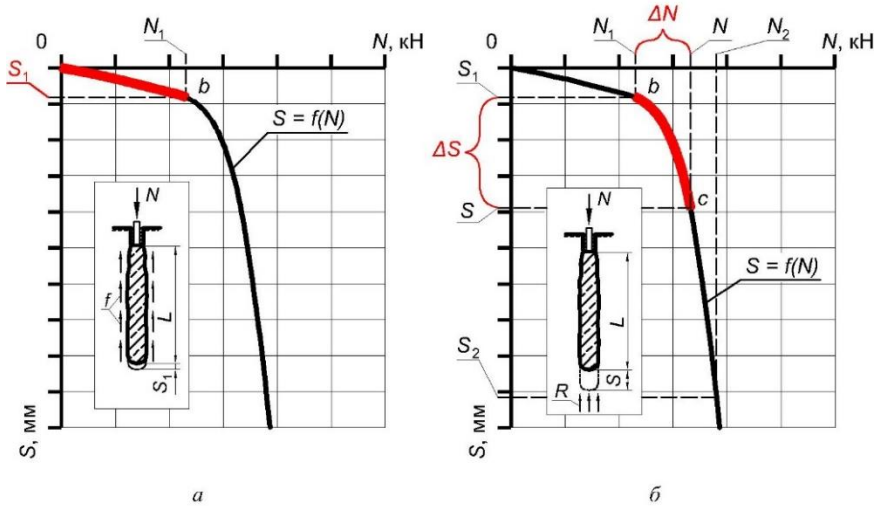 0
N₁
N, кН
S₁
b
S = f(N)
N
f
L
S₁
S, мм
а
0
N₁
ΔN
N
N₂
N, кН
S₁
b
ΔS
S
c
N
S = f(N)
L
S₂
S
R
S, мм
б